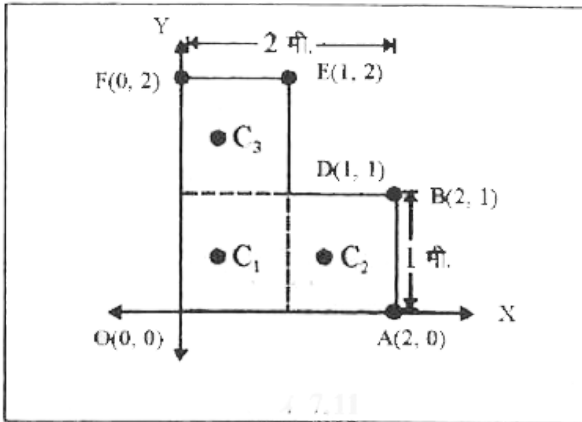 Y
2 मी.
F(0, 2)
E(1, 2)
C₃
D(1, 1)
B(2, 1)
C₁
C₂
1 मी.
X
O(0, 0)
A(2, 0)